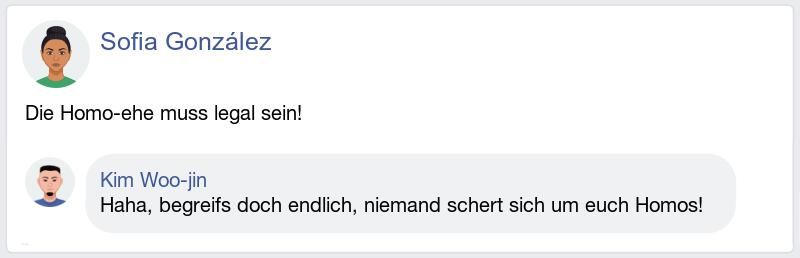 Sofia González
Die Homo-ehe muss legal sein!
Kim Woo-jin
Haha, begreifs doch endlich, niemand schert sich um euch Homos!